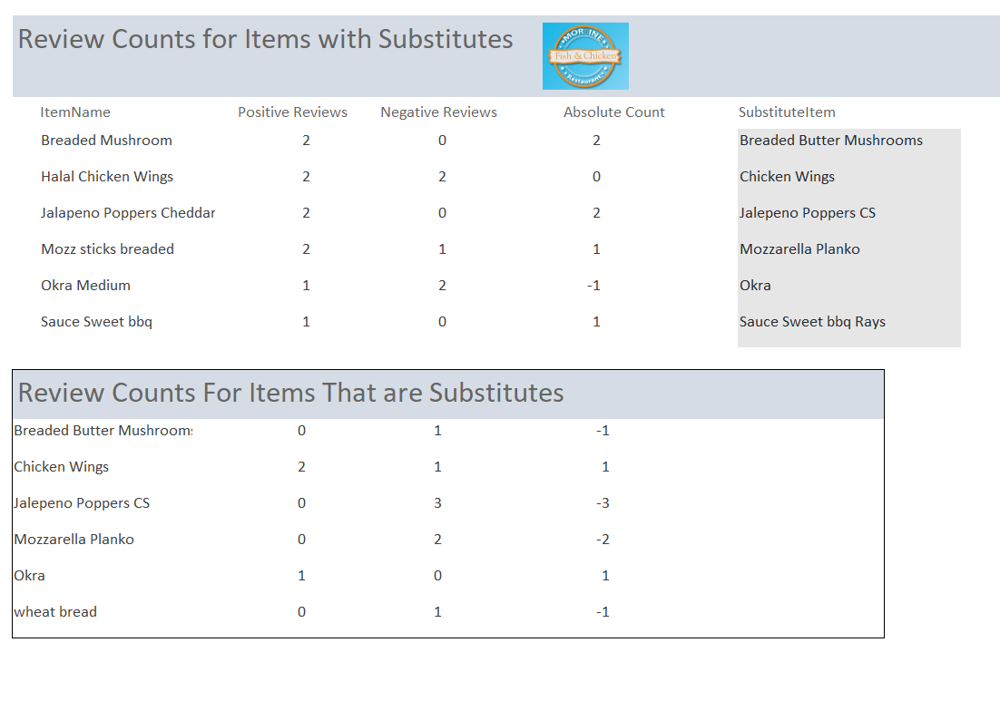 Review Counts for Items with Substitutes
MOR INE
Fish & Chicken
Restaurant
ItemName Positive Reviews Negative Reviews Absolute Count SubstituteItem
Breaded Mushroom 2 0 2 Breaded Butter Mushrooms
Halal Chicken Wings 2 2 0 Chicken Wings
Jalapeno Poppers Cheddar 2 0 2 Jalepeno Poppers CS
Mozz sticks breaded 2 1 1 Mozzarella Planko
Okra Medium 1 2 -1 Okra
Sauce Sweet bbq 1 0 1 Sauce Sweet bbq Rays
Review Counts For Items That are Substitutes
Breaded Butter Mushrooms 0 1 -1
Chicken Wings 2 1 1
Jalepeno Poppers CS 0 3 -3
Mozzarella Planko 0 2 -2
Okra 1 0 1
wheat bread 0 1 -1